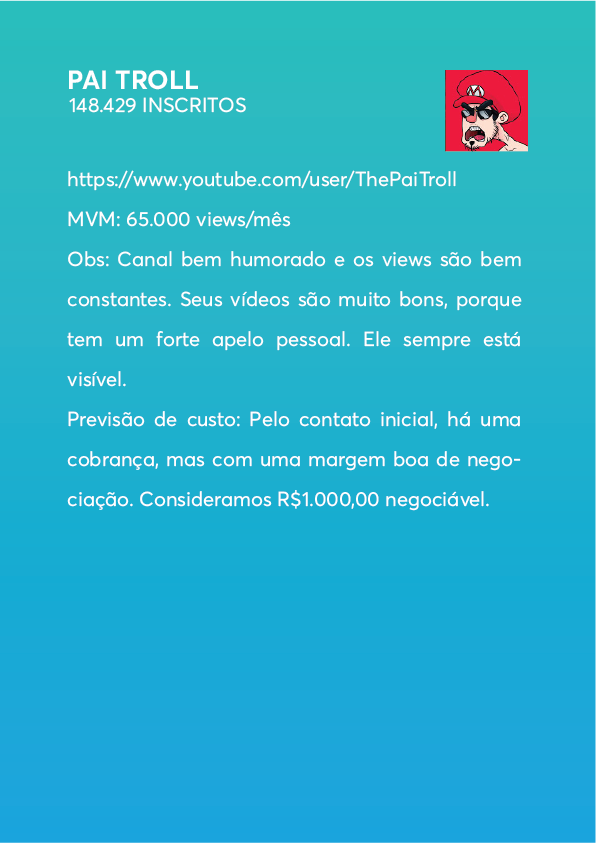 PAI TROLL
148.429 INSCRITOS
M
https://www.youtube.com/user/ThePaiTroll
MVM: 65.000 views/mês
Obs: Canal bem humorado e os views são bem
constantes. Seus vídeos são muito bons, porque
tem um forte apelo pessoal. Ele sempre está
visível.
Previsão de custo: Pelo contato inicial, há uma
cobrança, mas com uma margem boa de nego-
ciação. Consideramos R$1.000,00 negociável.